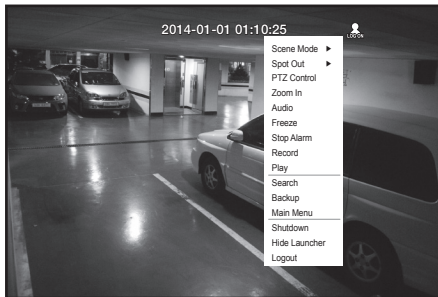 2014-01-01 01:10:25
LOG ON
Scene Mode ▶
Spot Out ▶
PTZ Control
Zoom In
Audio
Freeze
Stop Alarm
Record
Play
Search
Backup
Main Menu
Shutdown
Hide Launcher
Logout